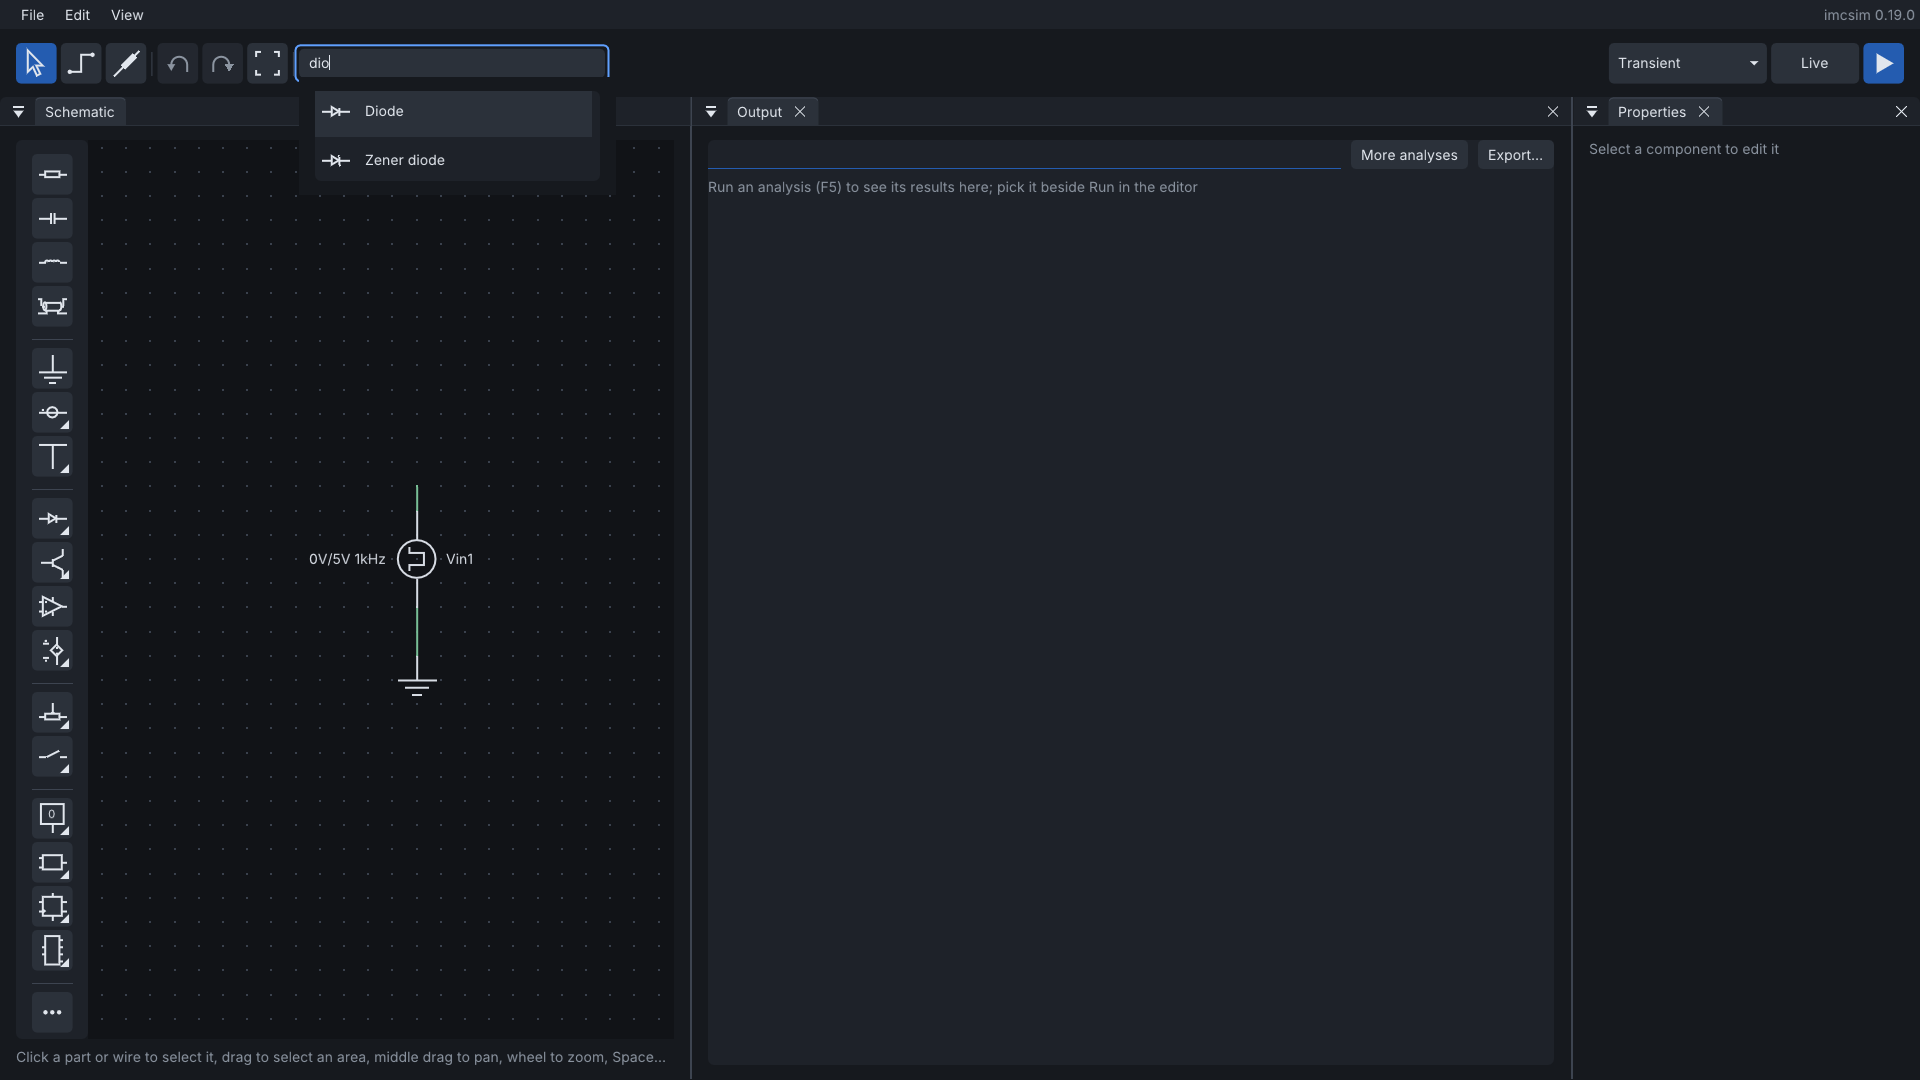 File Edit View imcsim 0.19.0
dio
Transient Live
Schematic
Diode
Zener diode
Output
Properties
More analyses Export...
Run an analysis (F5) to see its results here; pick it beside Run in the editor
Select a component to edit it
0V/5V 1kHz Vin1
0
Click a part or wire to select it, drag to select an area, middle drag to pan, wheel to zoom, Space...